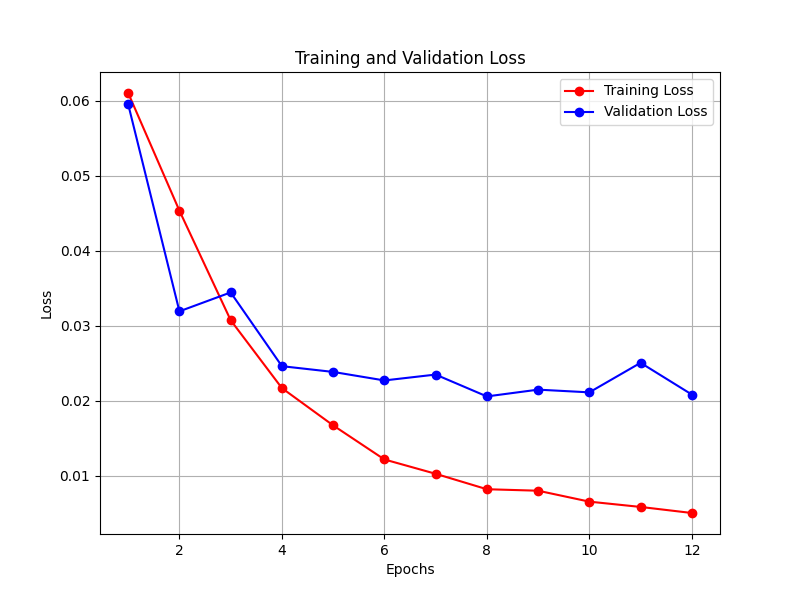 Training and Validation Loss
Training Loss
Validation Loss
0.06
0.05
0.04
0.03
0.02
0.01
Loss
2 4 6 8 10 12
Epochs